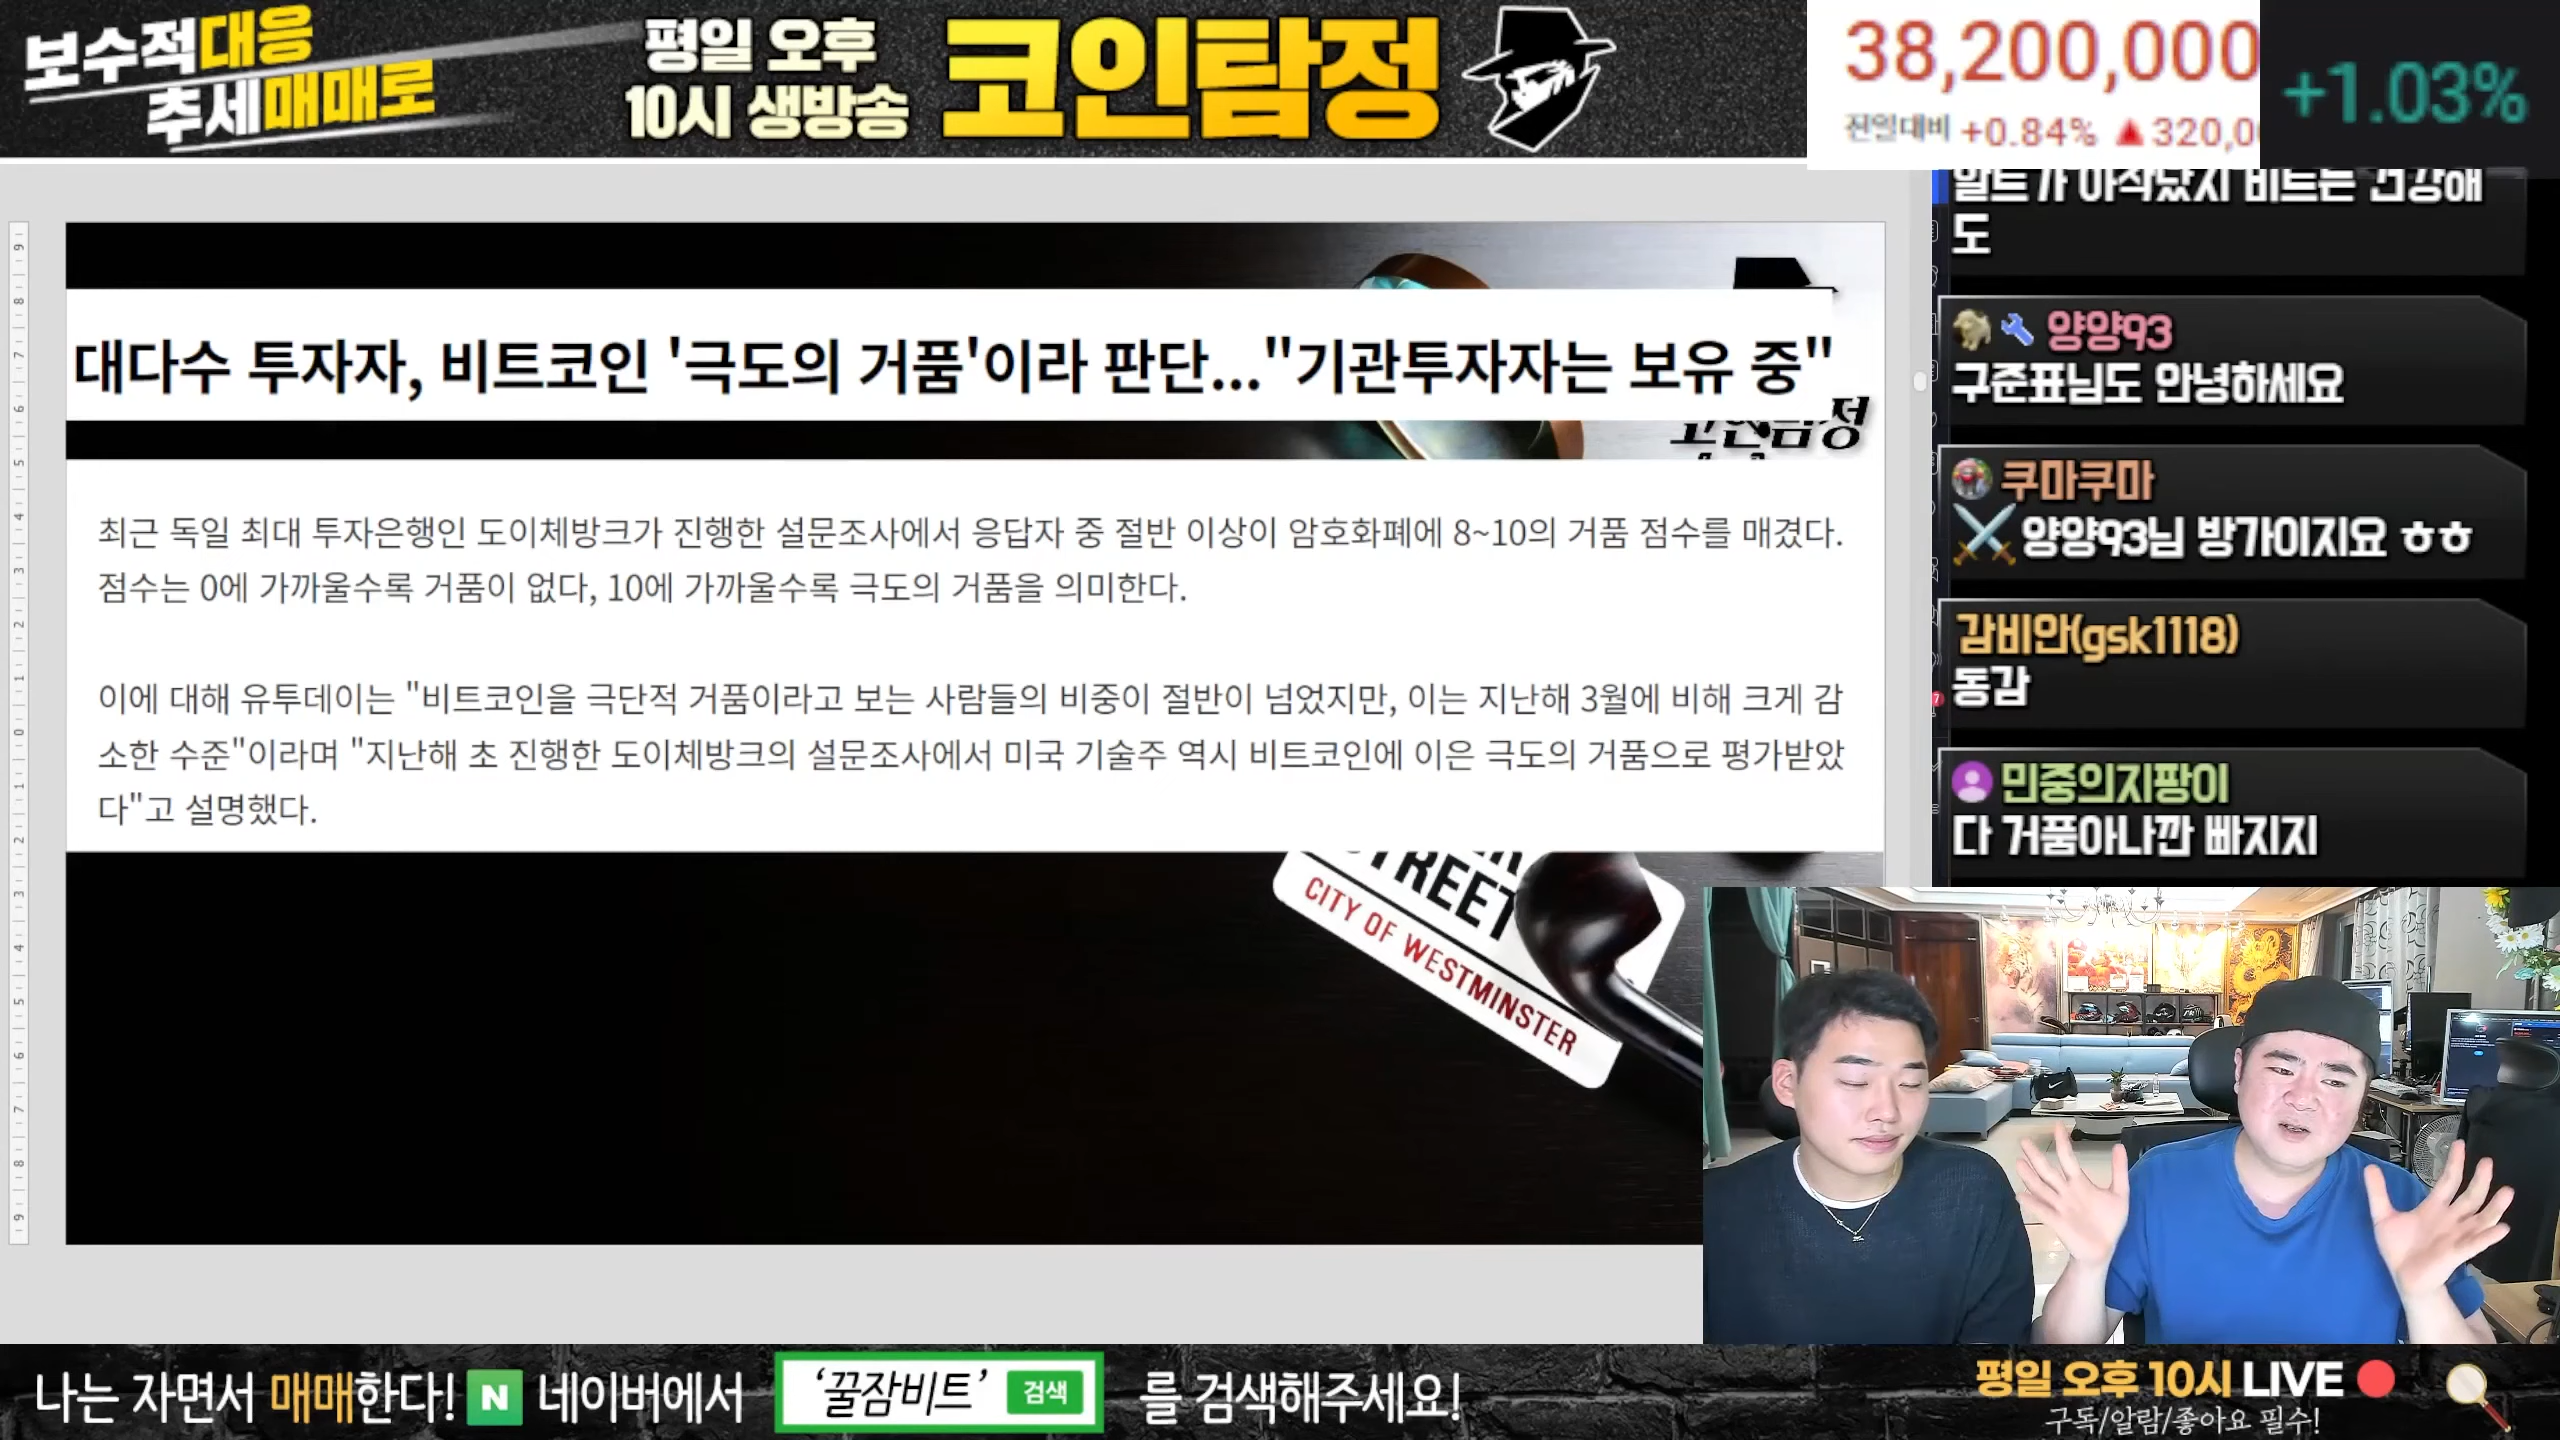 보수적대응
추세매매로
평일 오후
10시 생방송
코인탐정
38,200,000
전일대비 +0.84% ▲320,0
+1.03%
도
양양93
구준표님도 안녕하세요
쿠마쿠마
양양93님 방가이지요 ㅎㅎ
감비안(gsk1118)
동감
민중의지팡이
다 거품아나깐 빠지지
대다수 투자자, 비트코인 '극도의 거품'이라 판단..."기관투자자는 보유 중"
최근 독일 최대 투자은행인 도이체방크가 진행한 설문조사에서 응답자 중 절반 이상이 암호화폐에 8~10의 거품 점수를 매겼다.
점수는 0에 가까울수록 거품이 없다, 10에 가까울수록 극도의 거품을 의미한다.
이에 대해 유투데이는 "비트코인을 극단적 거품이라고 보는 사람들의 비중이 절반이 넘었지만, 이는 지난해 3월에 비해 크게 감
소한 수준"이라며 "지난해 초 진행한 도이체방크의 설문조사에서 미국 기술주 역시 비트코인에 이은 극도의 거품으로 평가받았
다"고 설명했다.
STREET
CITY OF WESTMINSTER
나는 자면서 매매한다! N 네이버에서 '꿀잠비트' 검색 를 검색해주세요!
평일 오후 10시 LIVE
구독/알람/좋아요 필수!